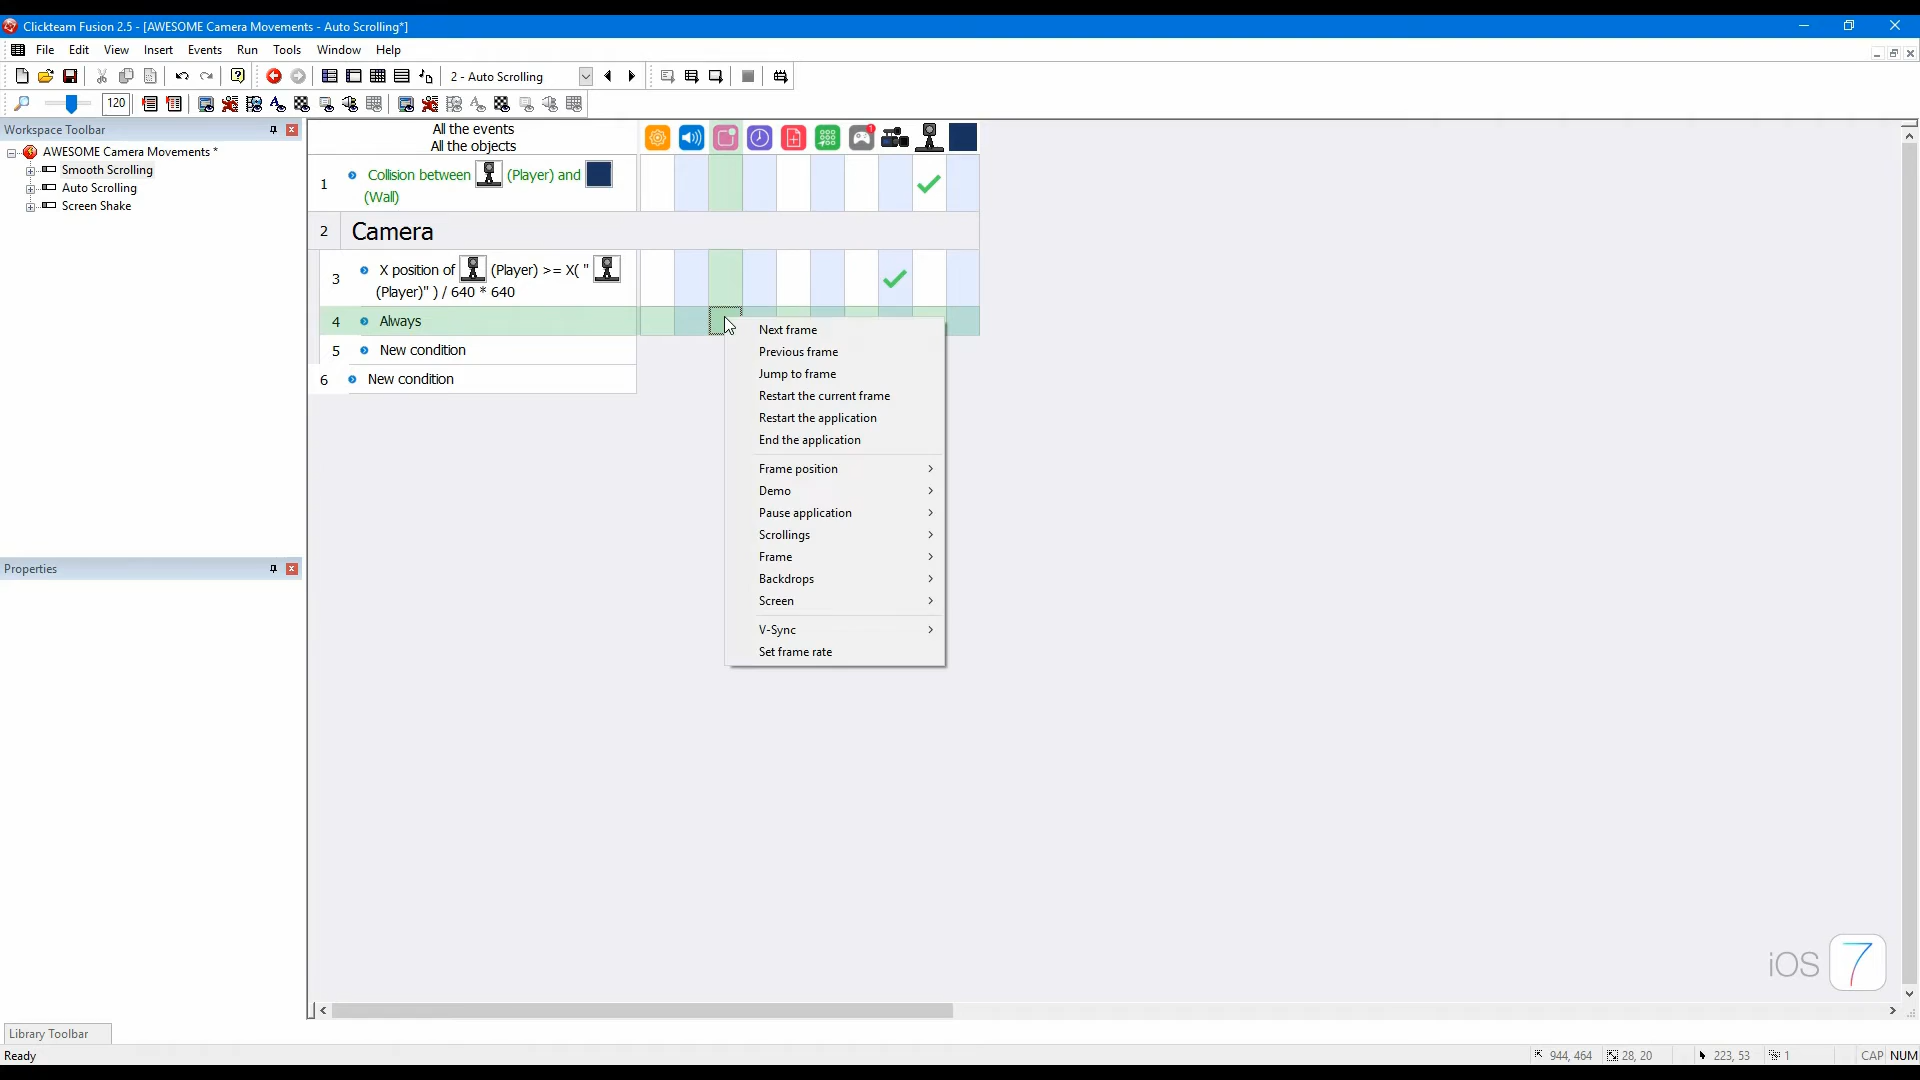 Clickteam Fusion 2.5 - [AWESOME Camera Movements - Auto Scrolling*]
File Edit View Insert Events Run Tools Window Help
2 - Auto Scrolling
120
Workspace Toolbar
AWESOME Camera Movements *
Smooth Scrolling
Auto Scrolling
Screen Shake
Properties
All the events
All the objects
1 Collision between (Player) and
(Wall)
2 Camera
3 X position of (Player) >= X( "
(Player)" ) / 640 * 640
4 Always
5 New condition
6 New condition
Next frame
Previous frame
Jump to frame
Restart the current frame
Restart the application
End the application
Frame position
Demo
Pause application
Scrollings
Frame
Backdrops
Screen
V-Sync
Set frame rate
iOS 7
Library Toolbar
Ready 944, 464 28, 20 223, 53 1 CAP NUM